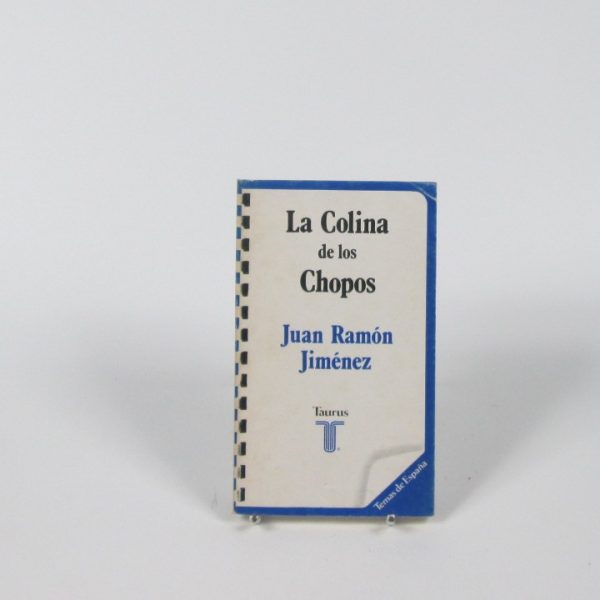 La Colina
de los
Chopos
Juan Ramón
Jiménez
Taurus
Temas de España